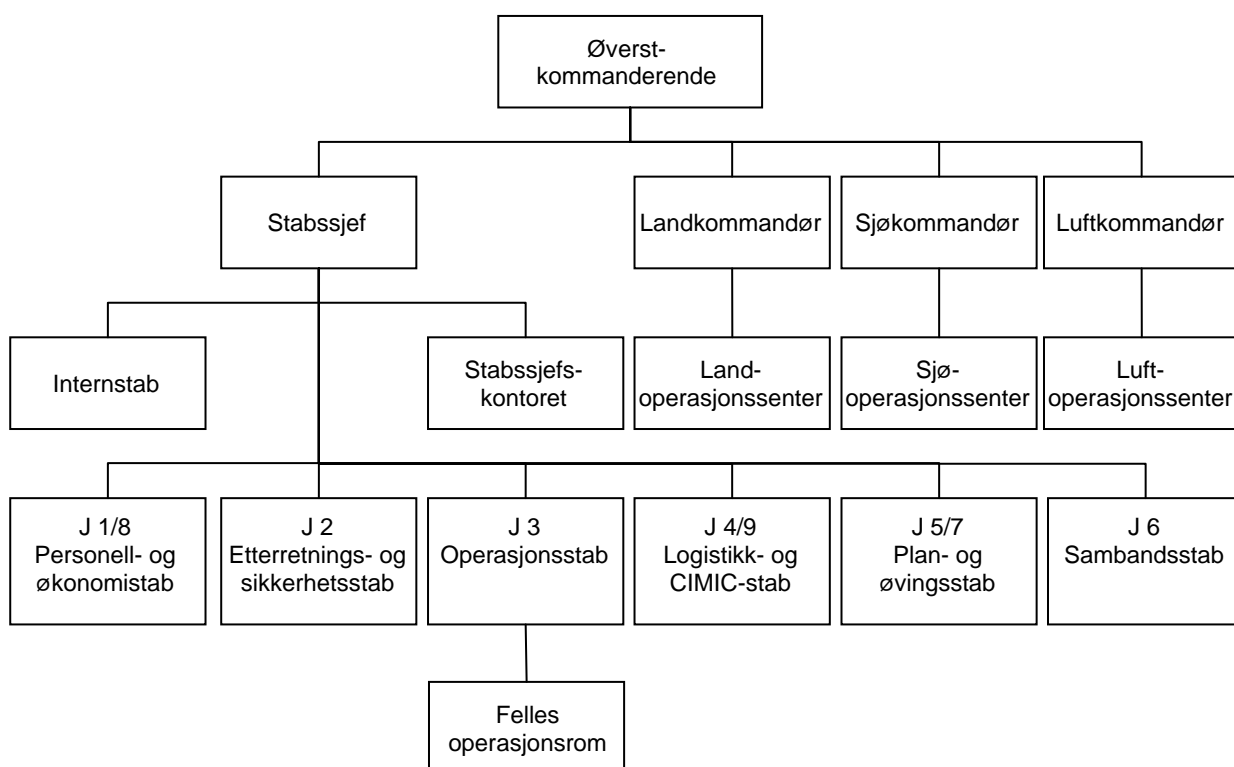 Øverst-
kommanderende
Stabssjef
Landkommandør
Sjøkommandør
Luftkommandør
Internstab
Stabssjefs-
kontoret
Land-
operasjonssenter
Sjø-
operasjonssenter
Luft-
operasjonssenter
J 1/8
Personell- og
økonomistab
J 2
Etterretnings- og
sikkerhetsstab
J 3
Operasjonsstab
J 4/9
Logistikk- og
CIMIC-stab
J 5/7
Plan- og
øvingsstab
J 6
Sambandsstab
Felles
operasjonsrom